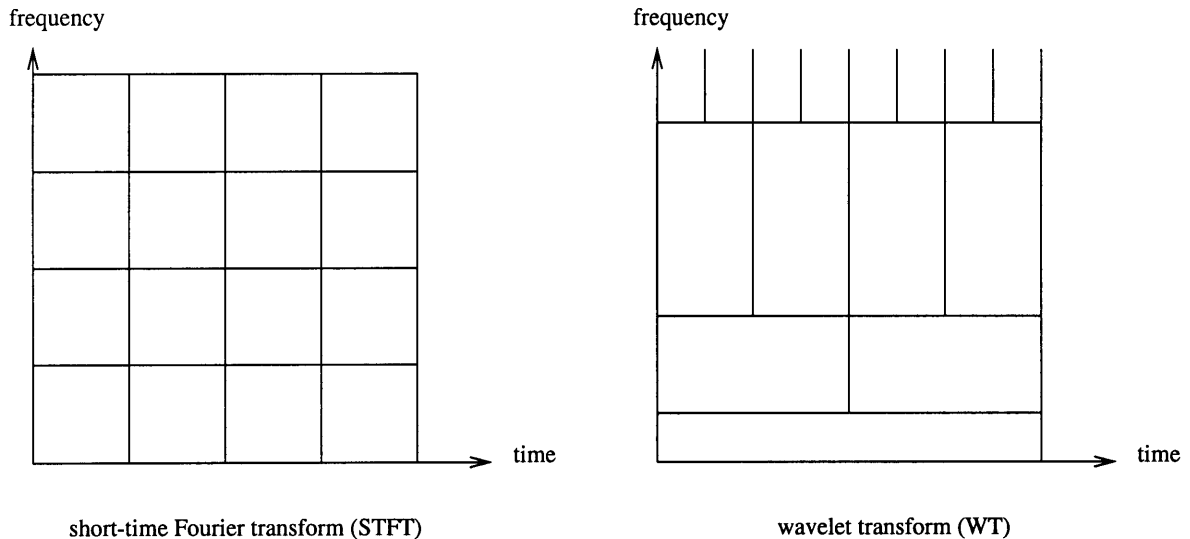 frequency
frequency
time
time
short-time Fourier transform (STFT)
wavelet transform (WT)